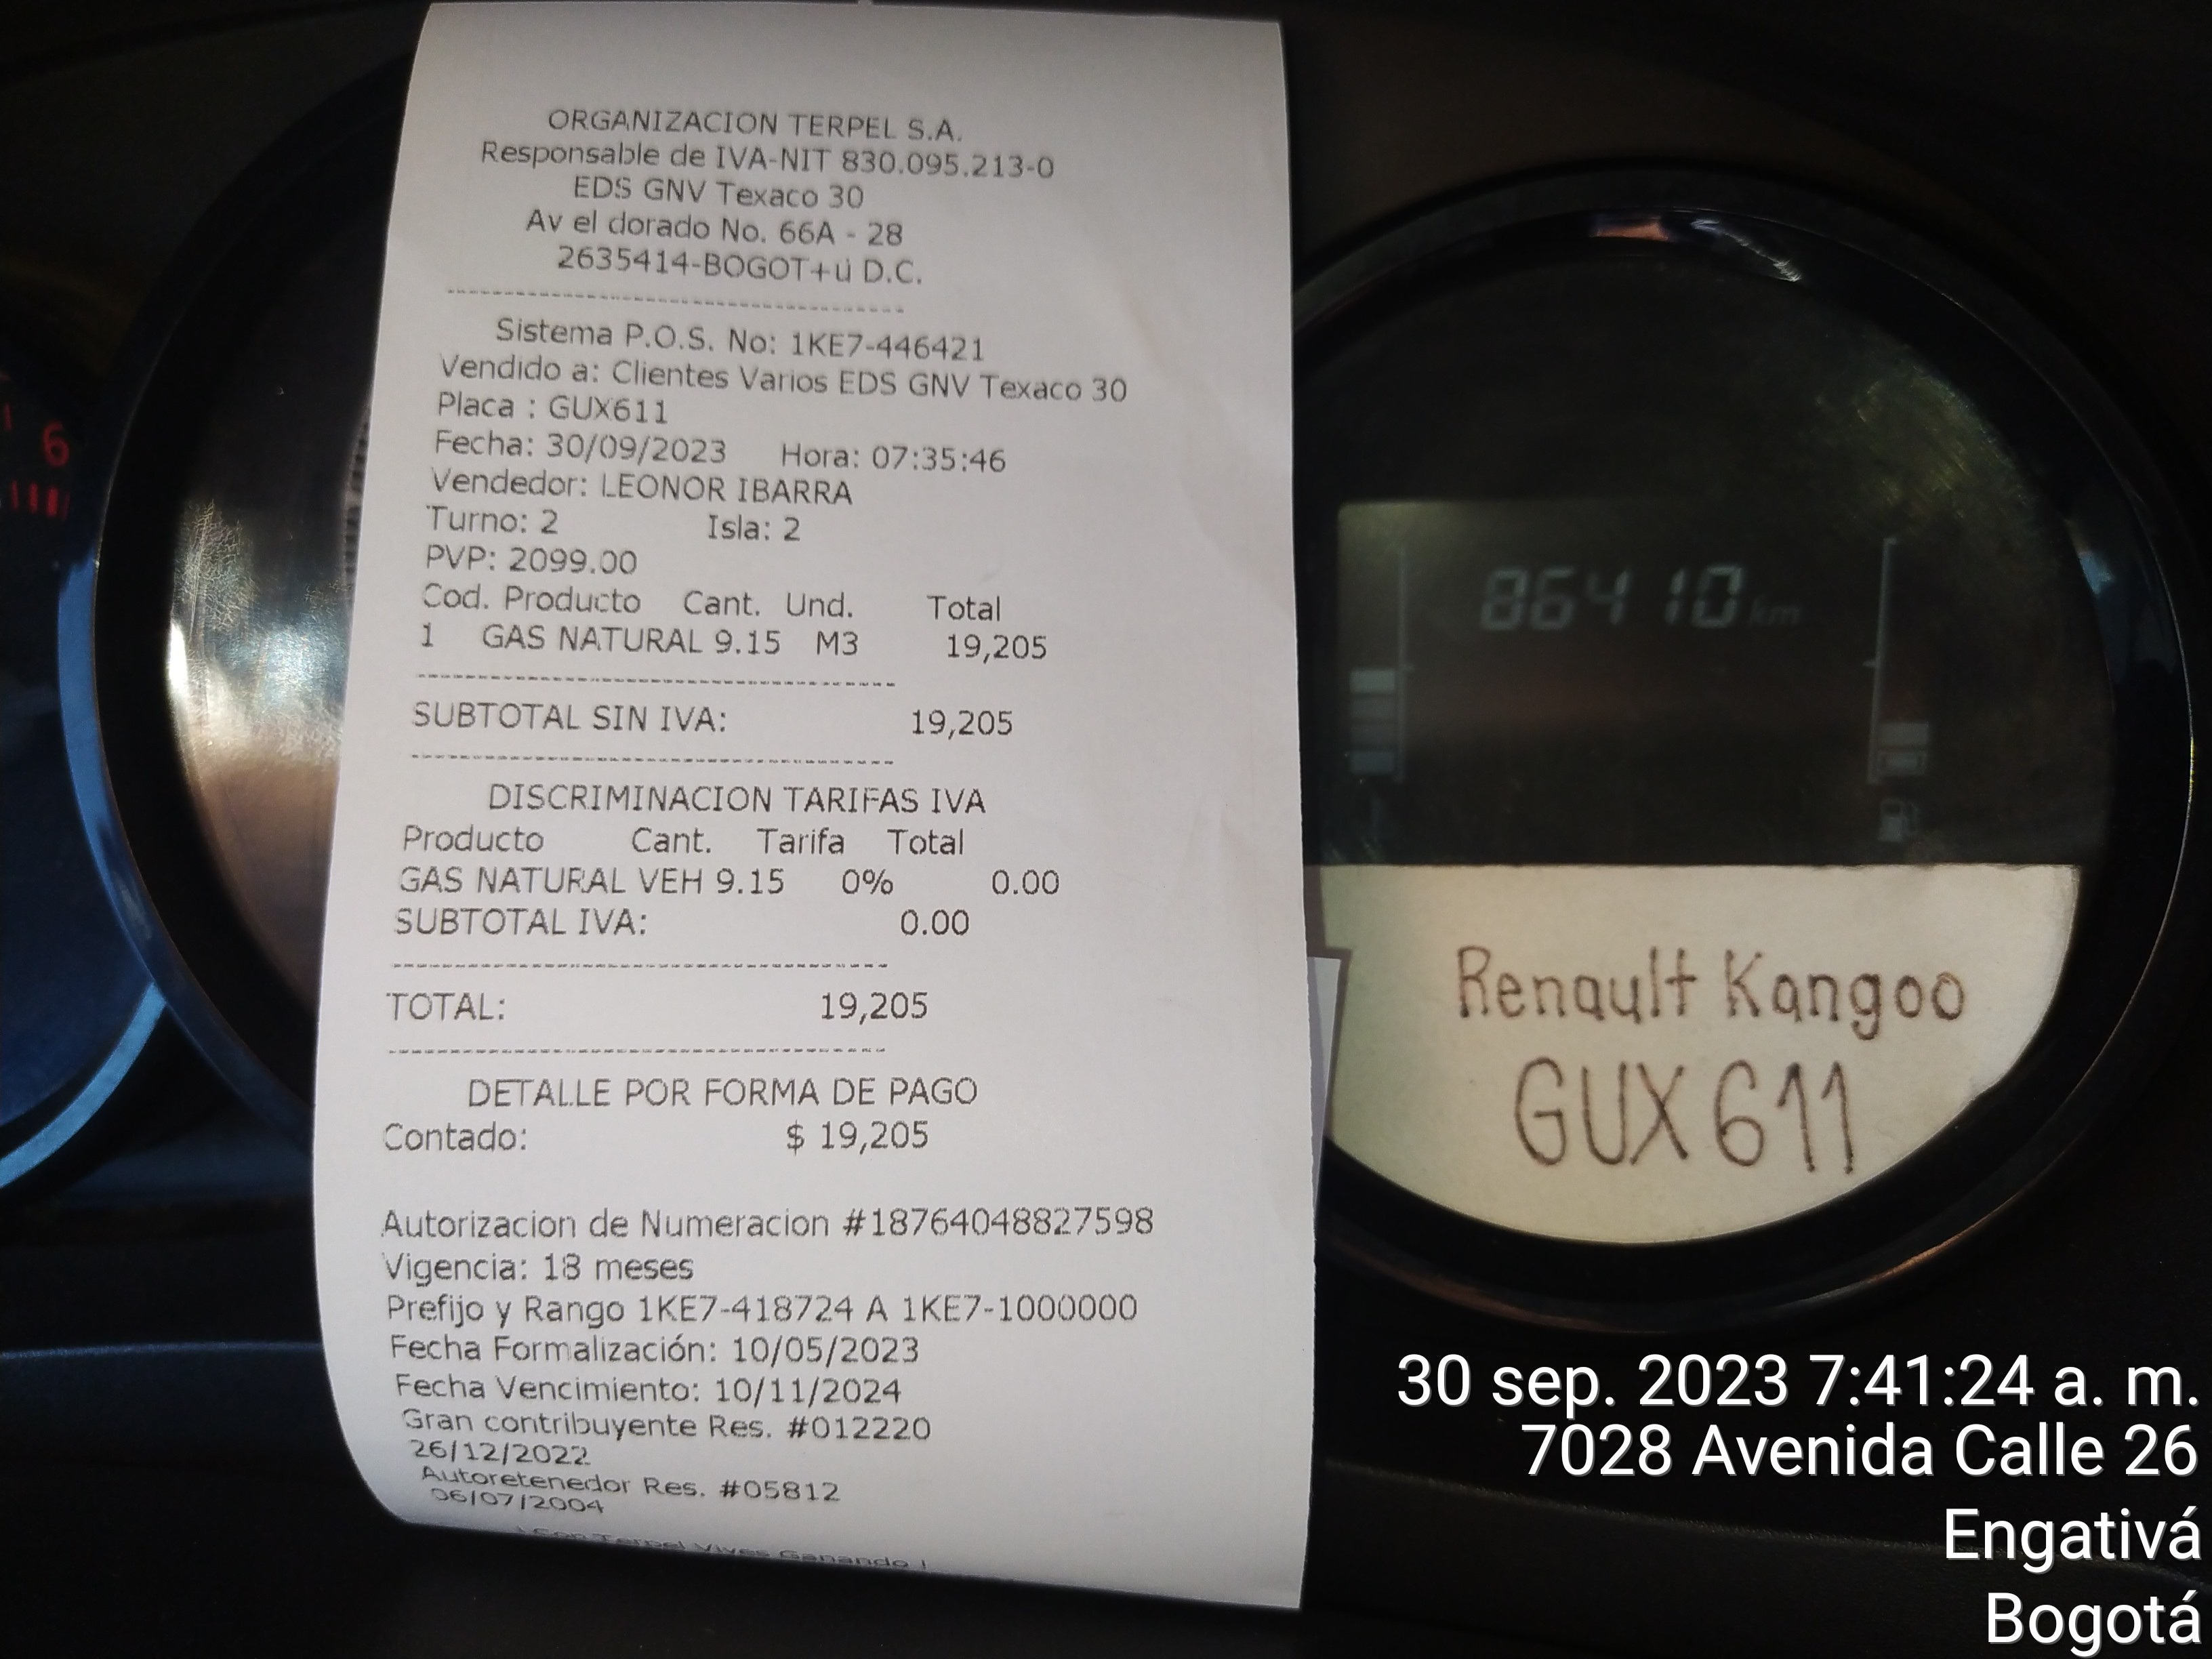 ORGANIZACION TERPEL S.A.
Responsable de IVA-NIT 830.095.213-0
EDS GNV Texaco 30
Av el dorado No. 66A - 28
2635414-BOGOT+ú D.C.
Sistema P.O.S. No: 1KE7-446421
Vendido a: Clientes Varios EDS GNV Texaco 30
Placa : GUX611
Fecha: 30/09/2023 Hora: 07:35:46
Vendedor: LEONOR IBARRA
Turno: 2 Isla: 2
PVP: 2099.00
Cod. Producto Cant. Und. Total
1 GAS NATURAL 9.15 M3 19,205
SUBTOTAL SIN IVA: 19,205
DISCRIMINACION TARIFAS IVA
Producto Cant. Tarifa Total
GAS NATURAL VEH 9.15 0% 0.00
SUBTOTAL IVA: 0.00
TOTAL: 19,205
DETALLE POR FORMA DE PAGO
Contado: $ 19,205
Autorizacion de Numeracion #18764048827598
Vigencia: 18 meses
Prefijo y Rango 1KE7-418724 A 1KE7-1000000
Fecha Formalización: 10/05/2023
Fecha Vencimiento: 10/11/2024
Gran contribuyente Res. #012220
26/12/2022
Autoretenedor Res. #05812
06/07/2004
¡ Con Terpel Vives Ganando !
6
86410 km
Renault Kangoo
GUX611
30 sep. 2023 7:41:24 a. m.
7028 Avenida Calle 26
Engativá
Bogotá